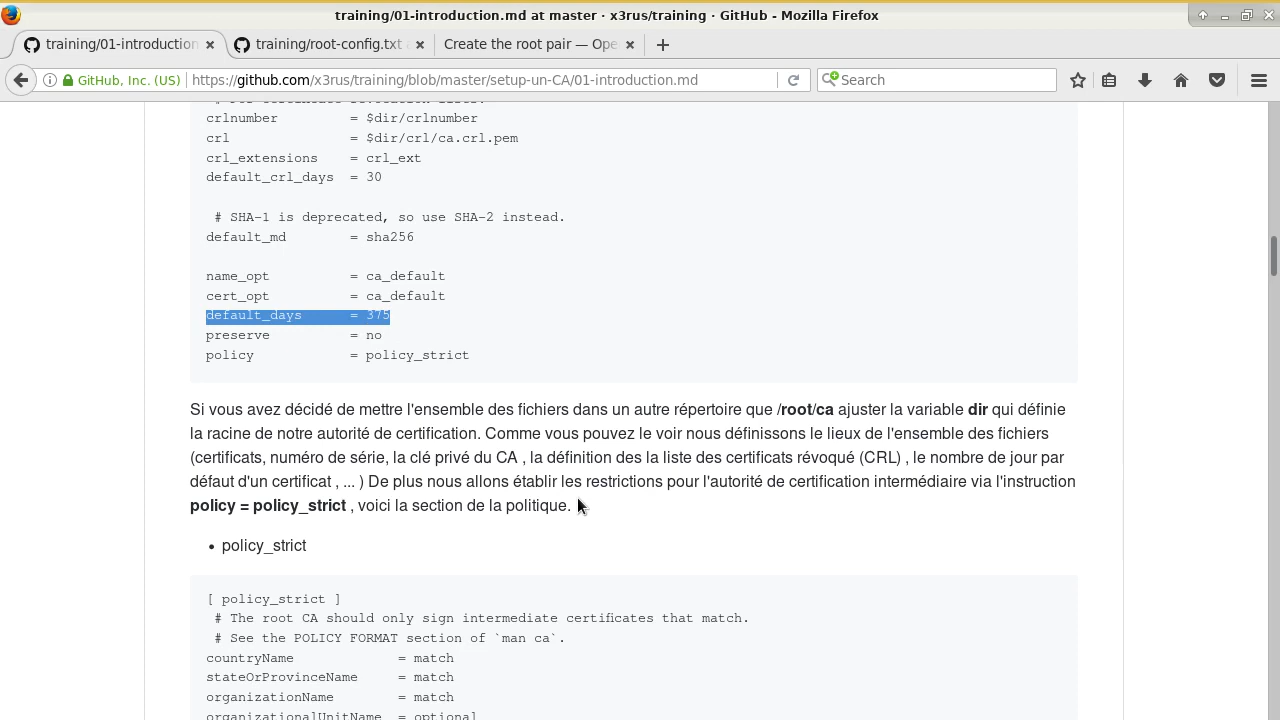 training/01-introduction.md at master · x3rus/training · GitHub - Mozilla Firefox
training/01-introduction
training/root-config.txt
Create the root pair — Ope
GitHub, Inc. (US)
https://github.com/x3rus/training/blob/master/setup-un-CA/01-introduction.md
Search
crlnumber = $dir/crlnumber
crl = $dir/crl/ca.crl.pem
crl_extensions = crl_ext
default_crl_days = 30
# SHA-1 is deprecated, so use SHA-2 instead.
default_md = sha256
name_opt = ca_default
cert_opt = ca_default
default_days = 375
preserve = no
policy = policy_strict
Si vous avez décidé de mettre l'ensemble des fichiers dans un autre répertoire que /root/ca ajuster la variable dir qui définie
la racine de notre autorité de certification. Comme vous pouvez le voir nous définissons le lieux de l'ensemble des fichiers
(certificats, numéro de série, la clé privé du CA , la définition des la liste des certificats révoqué (CRL) , le nombre de jour par
défaut d'un certificat , ... ) De plus nous allons établir les restrictions pour l'autorité de certification intermédiaire via l'instruction
policy = policy_strict , voici la section de la politique.
• policy_strict
[ policy_strict ]
# The root CA should only sign intermediate certificates that match.
# See the POLICY FORMAT section of `man ca`.
countryName = match
stateOrProvinceName = match
organizationName = match
organizationalUnitName = optional